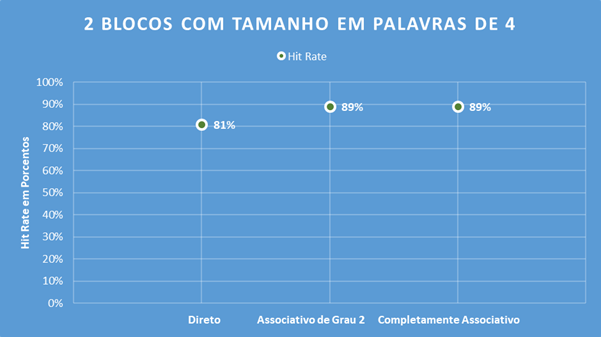 2 BLOCOS COM TAMANHO EM PALAVRAS DE 4
Hit Rate
Hit Rate em Porcentos
100%
90%
80%
70%
60%
50%
40%
30%
20%
10%
0%
81%
89%
89%
Direto
Associativo de Grau 2
Completamente Associativo